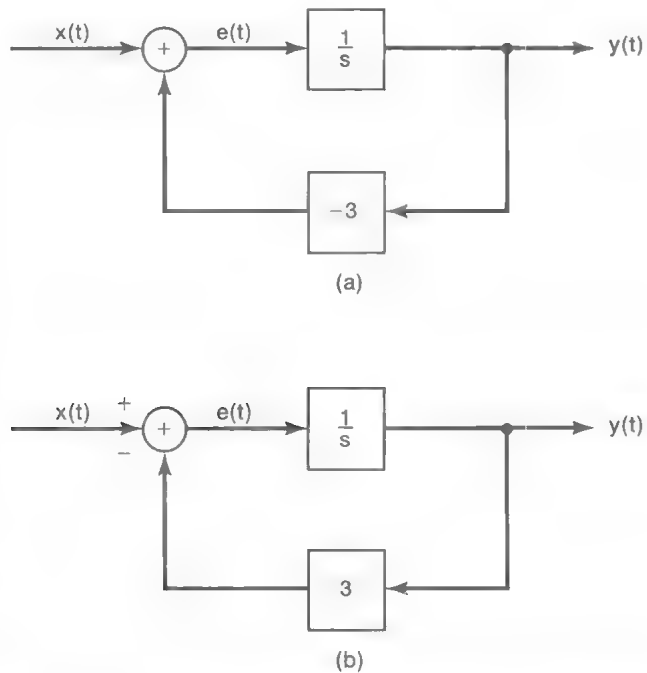 x(t) + e(t) 1/s y(t)
−3
(a)
x(t) + − + e(t) 1/s y(t)
3
(b)